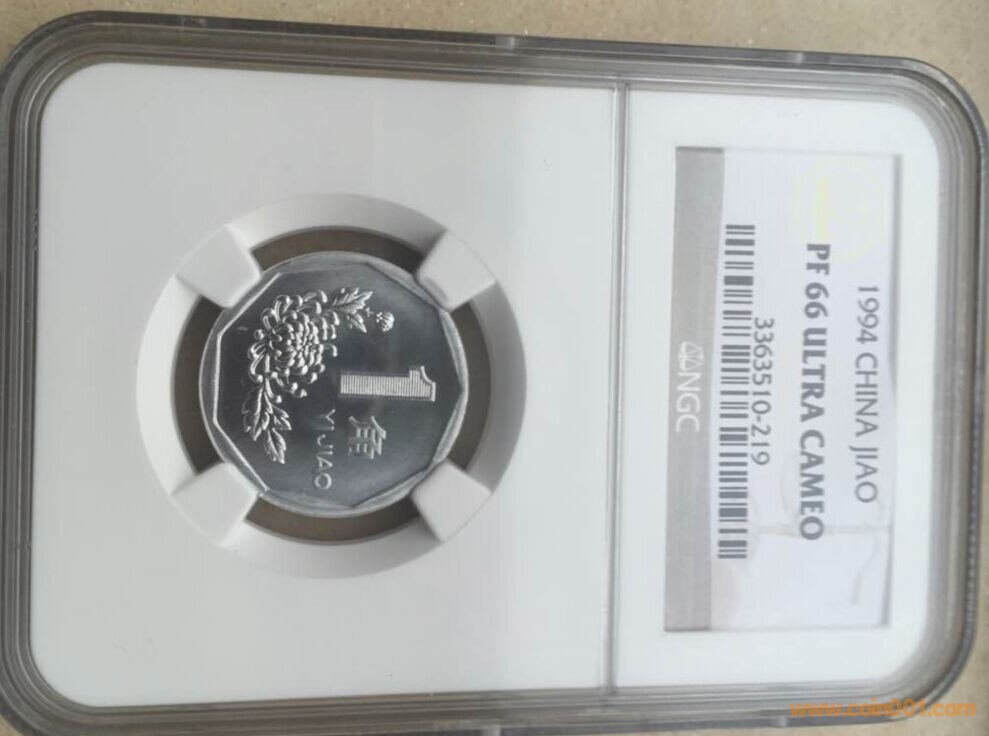 1994 CHINA JIAO
PF 66 ULTRA CAMEO
3363510-219
NGC
1角
YI JIAO
www.coin001.com